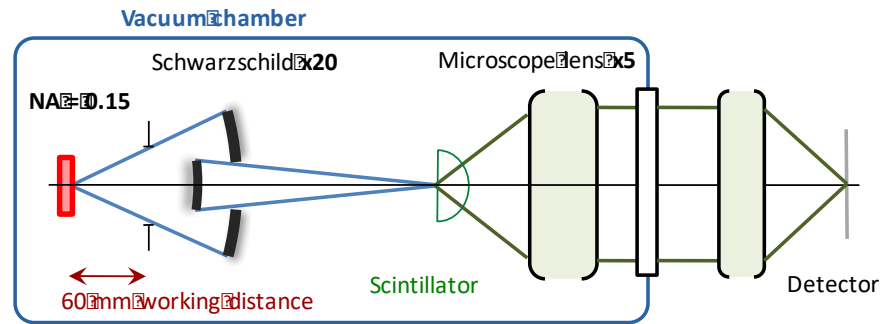 Vacuum⍰chamber
Schwarzschild⍰x20
Microscope⍰lens⍰x5
NA⍰=⍰0.15
Scintillator
Detector
60⍰mm⍰working⍰distance